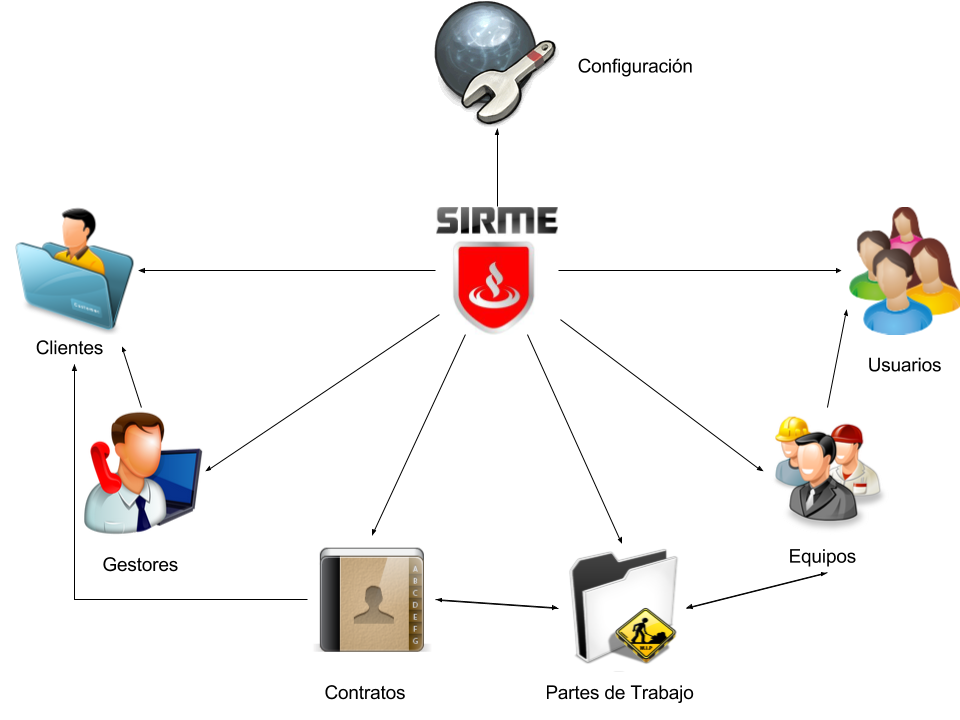 Configuración
SIRME
Clientes
Usuarios
Gestores
Equipos
A
B
C
D
E
F
G
Contratos
Partes de Trabajo